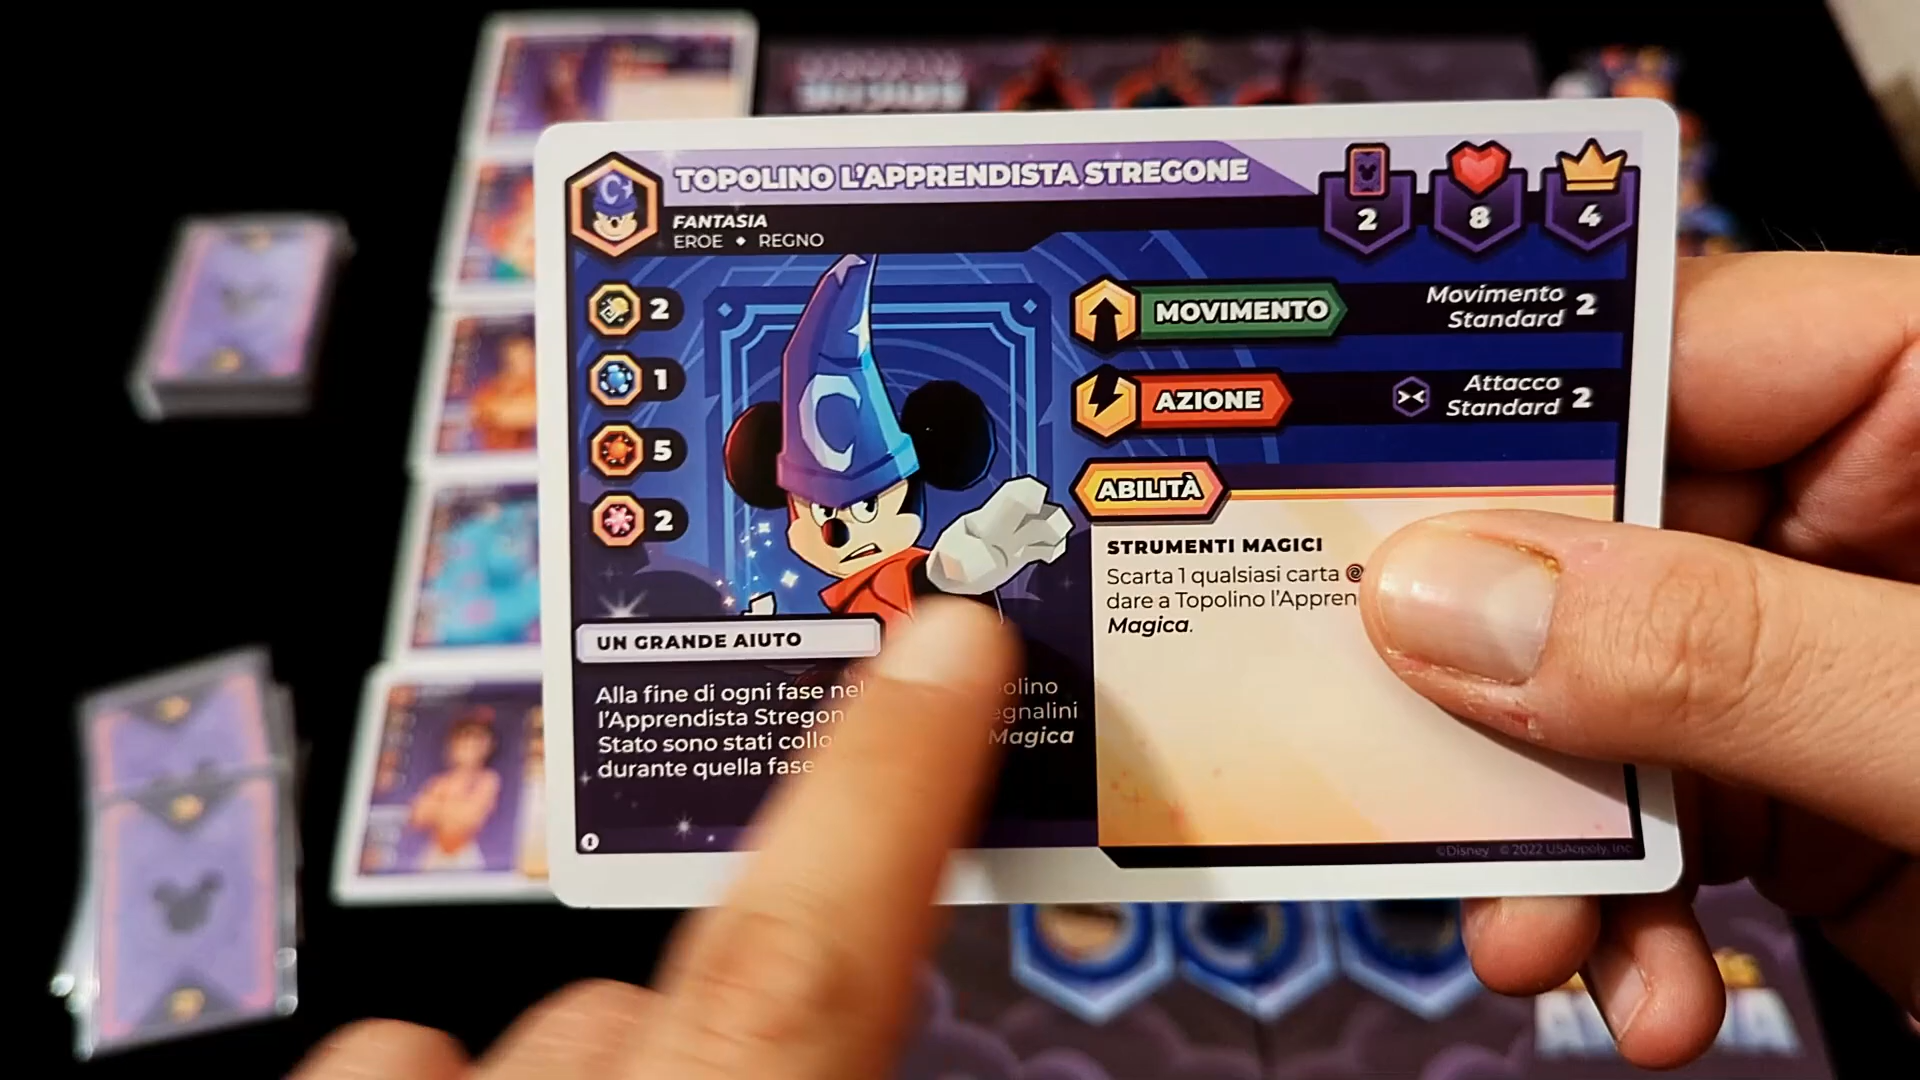 TOPOLINO L'APPRENDISTA STREGONE
2
8
4
FANTASIA
EROE • REGNO
2
1
5
2
MOVIMENTO
Movimento
Standard 2
AZIONE
Attacco
Standard 2
ABILITÀ
STRUMENTI MAGICI
Scarta 1 qualsiasi carta
dare a Topolino l'Appren
Magica.
UN GRANDE AIUTO
Alla fine di ogni fase nel olino
l'Apprendista Stregon egnalini
Stato sono stati collo Magica
durante quella fase
©Disney © 2022 USAopoly, Inc
ARENA